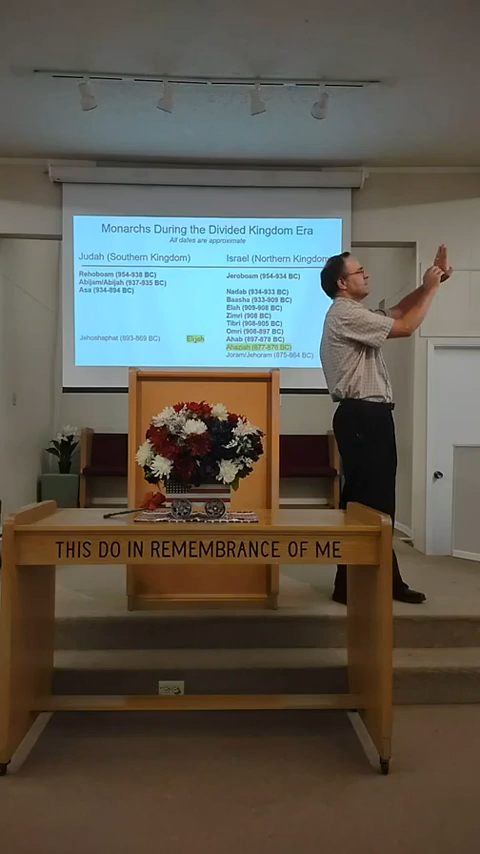 Monarchs During the Divided Kingdom Era
All dates are approximate
Judah (Southern Kingdom) Israel (Northern Kingdom)
Rehoboam (954-938 BC) Jeroboam (954-934 BC)
Abijam/Abijah (937-935 BC)
Asa (934-894 BC) Nadab (934-933 BC)
Baasha (933-909 BC)
Elah (909-908 BC)
Zimri (908 BC)
Tibri (908-905 BC)
Omri (908-897 BC)
Jehoshaphat (893-869 BC) Elijah Ahab (897-878 BC)
Ahaziah (877-876 BC)
Joram/Jehoram (875-864 BC)
THIS DO IN REMEMBRANCE OF ME